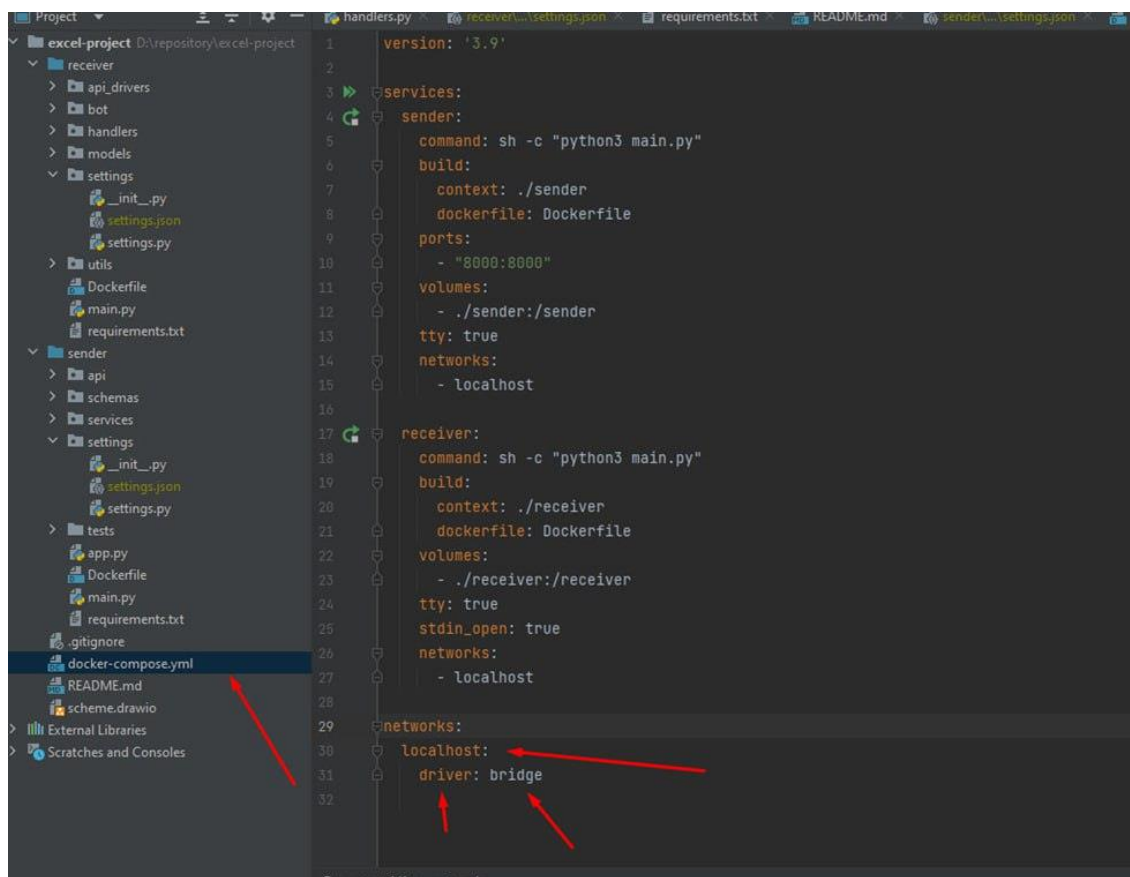 Project
handlers.py
receiver\...\settings.json
requirements.txt
README.md
sender\...\settings.json
excel-project D:\repository\excel-project
receiver
api_drivers
bot
handlers
models
settings
__init__.py
settings.json
settings.py
utils
Dockerfile
main.py
requirements.txt
sender
api
schemas
services
settings
__init__.py
settings.json
settings.py
tests
app.py
Dockerfile
main.py
requirements.txt
.gitignore
docker-compose.yml
README.md
scheme.drawio
External Libraries
Scratches and Consoles
1 version: '3.9'
2
3 services:
4 sender:
5 command: sh -c "python3 main.py"
6 build:
7 context: ./sender
8 dockerfile: Dockerfile
9 ports:
10 - "8000:8000"
11 volumes:
12 - ./sender:/sender
13 tty: true
14 networks:
15 - localhost
16
17 receiver:
18 command: sh -c "python3 main.py"
19 build:
20 context: ./receiver
21 dockerfile: Dockerfile
22 volumes:
23 - ./receiver:/receiver
24 tty: true
25 stdin_open: true
26 networks:
27 - localhost
28
29 networks:
30 localhost:
31 driver: bridge
32